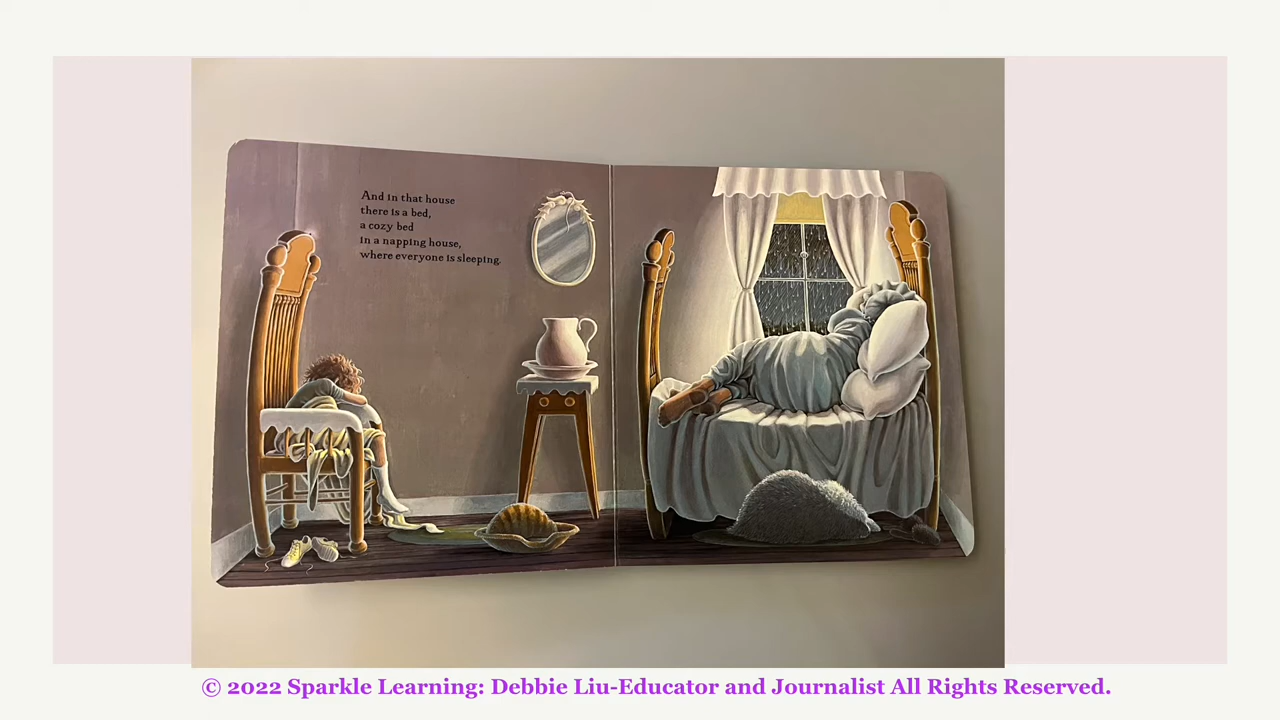 And in that house
there is a bed,
a cozy bed
in a napping house,
where everyone is sleeping.
© 2022 Sparkle Learning: Debbie Liu-Educator and Journalist All Rights Reserved.